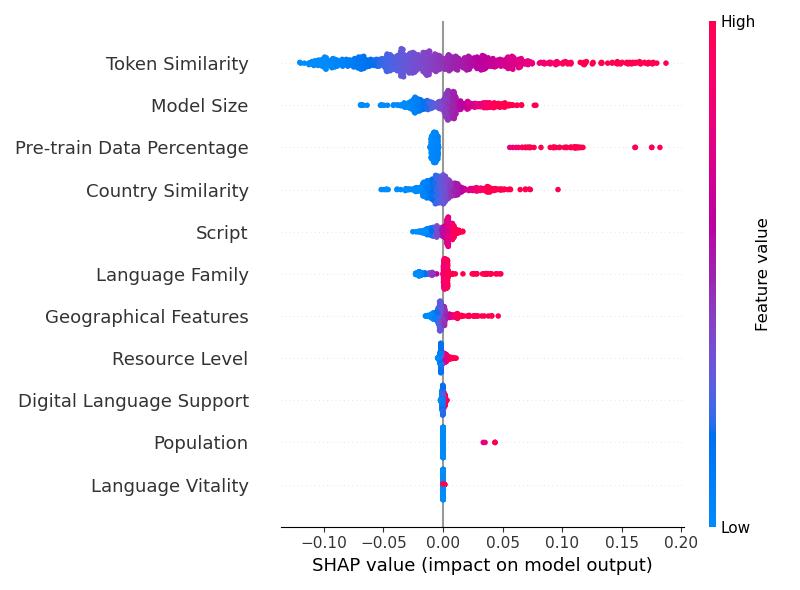 Token Similarity
Model Size
Pre-train Data Percentage
Country Similarity
Script
Language Family
Geographical Features
Resource Level
Digital Language Support
Population
Language Vitality
−0.10 −0.05 0.00 0.05 0.10 0.15 0.20
SHAP value (impact on model output)
High
Feature value
Low